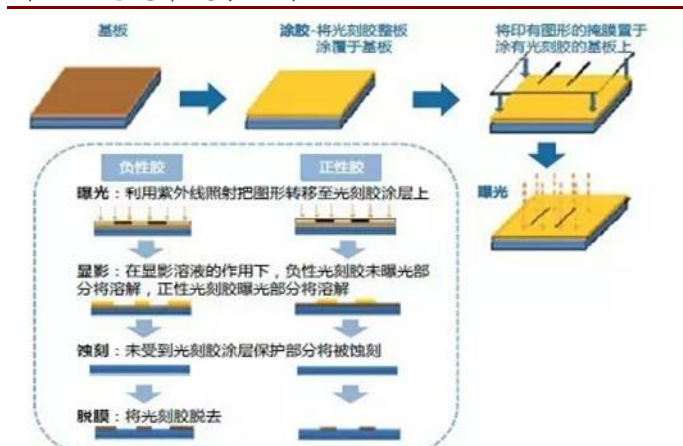 基板
涂胶-将光刻胶整板
涂覆于基板
将印有图形的掩膜置于
涂有光刻胶的基板上
曝光
负性胶
正性胶
曝光：利用紫外线照射把图形转移至光刻胶涂层上
显影：在显影溶液的作用下，负性光刻胶未曝光部
分将溶解，正性光刻胶曝光部分将溶解
蚀刻：未受到光刻胶涂层保护部分将被蚀刻
脱膜：将光刻胶脱去